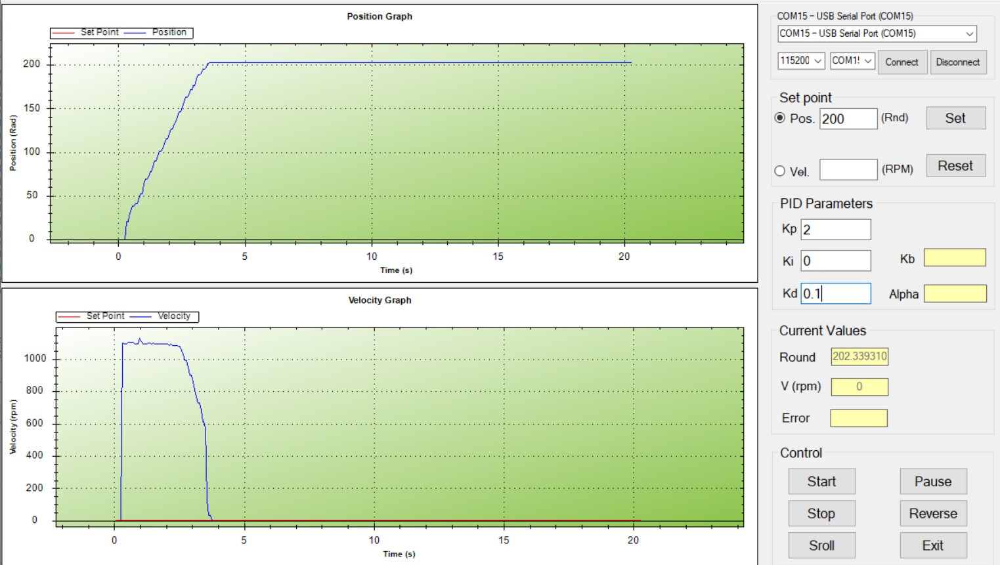 Position Graph
Set Point Position
200
150
100
50
0
Position (Rad)
0 5 10 15 20
Time (s)
Velocity Graph
Set Point Velocity
1000
800
600
400
200
0
Velocity (rpm)
0 5 10 15 20
Time (s)
COM15 – USB Serial Port (COM15)
COM15 – USB Serial Port (COM15)
115200 COM1! Connect Disconnect
Set point
Pos. 200 (Rnd) Set
Vel. (RPM) Reset
PID Parameters
Kp 2
Ki 0 Kb
Kd 0.1 Alpha
Current Values
Round 202.339310
V (rpm) 0
Error
Control
Start Pause
Stop Reverse
Sroll Exit